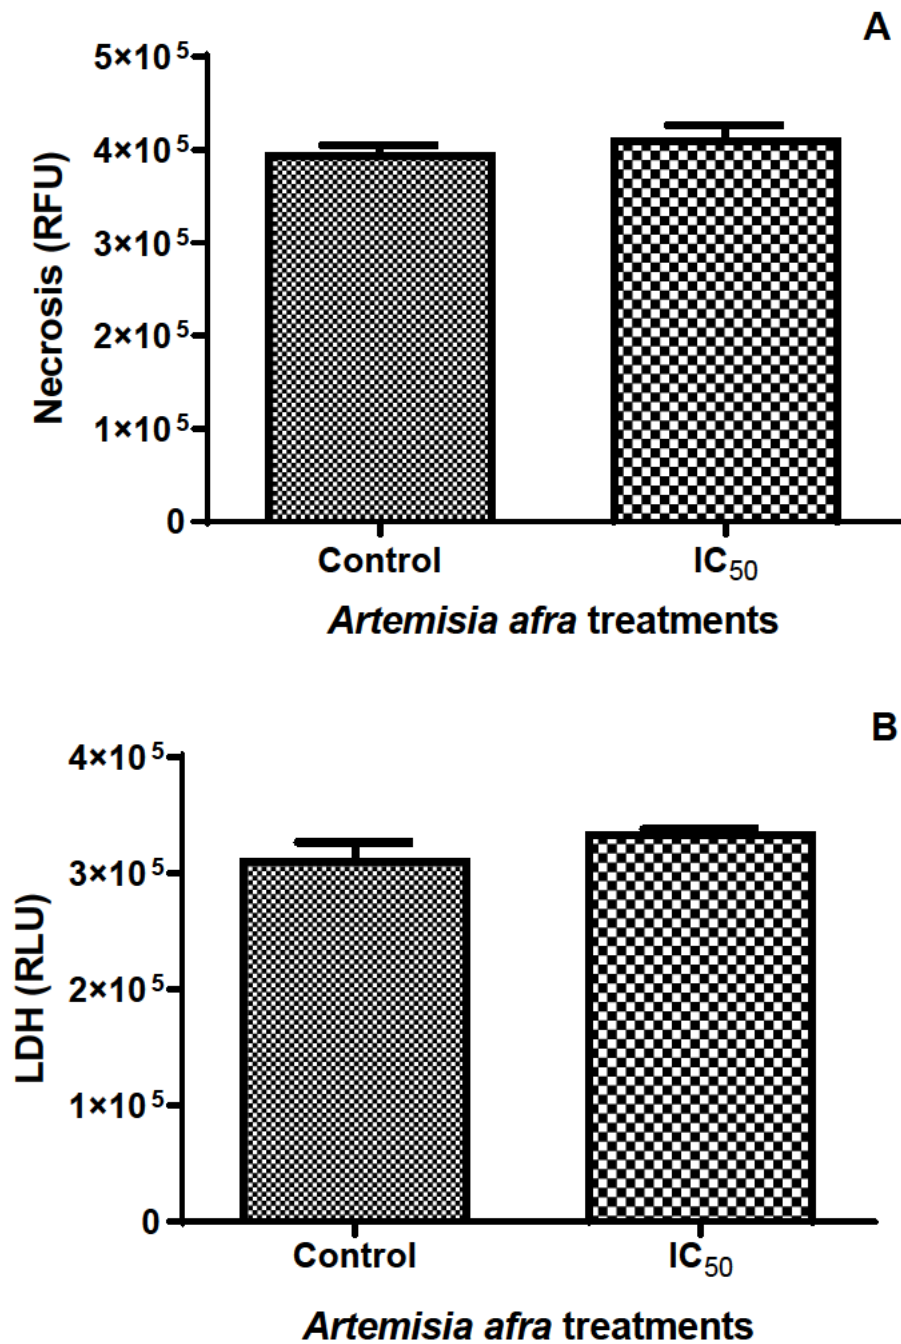 A
5×10⁵
4×10⁵
3×10⁵
2×10⁵
1×10⁵
0
Necrosis (RFU)
Control IC₅₀
Artemisia afra treatments
B
4×10⁵
3×10⁵
2×10⁵
1×10⁵
0
LDH (RLU)
Control IC₅₀
Artemisia afra treatments